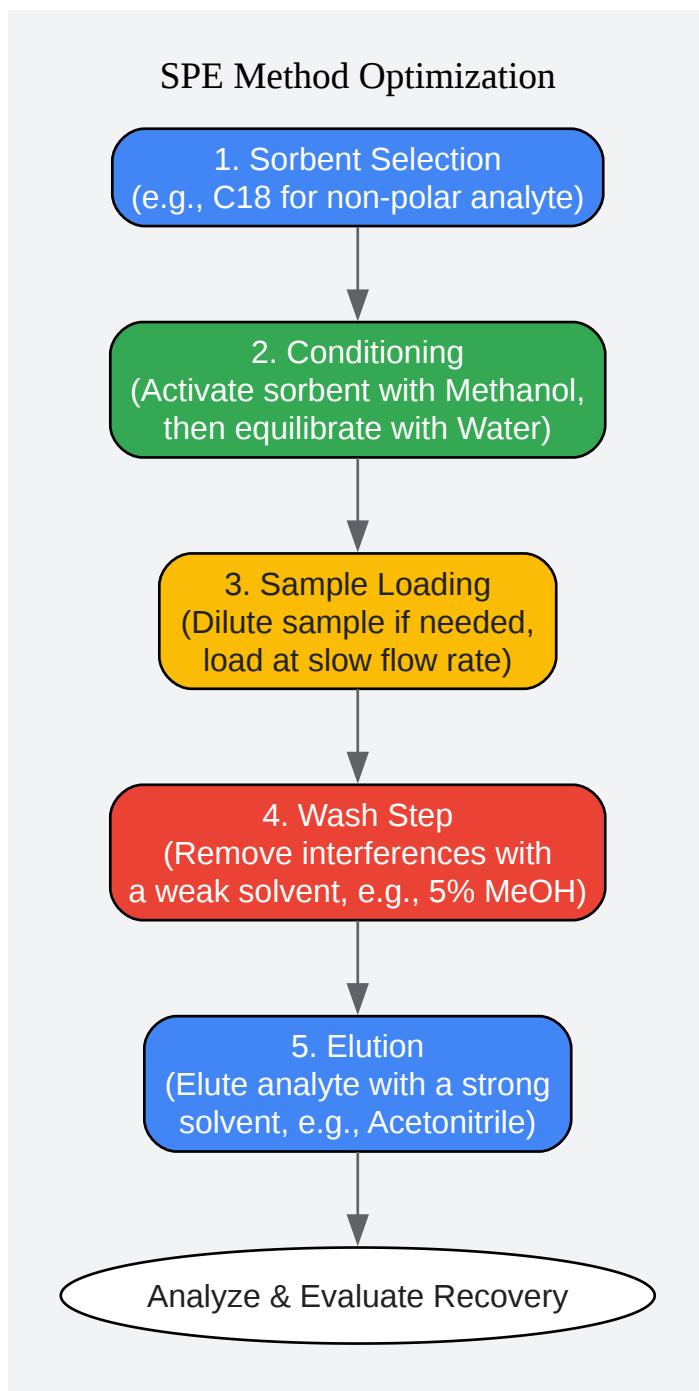 SPE Method Optimization
1. Sorbent Selection
(e.g., C18 for non-polar analyte)
2. Conditioning
(Activate sorbent with Methanol,
then equilibrate with Water)
3. Sample Loading
(Dilute sample if needed,
load at slow flow rate)
4. Wash Step
(Remove interferences with
a weak solvent, e.g., 5% MeOH)
5. Elution
(Elute analyte with a strong
solvent, e.g., Acetonitrile)
Analyze & Evaluate Recovery